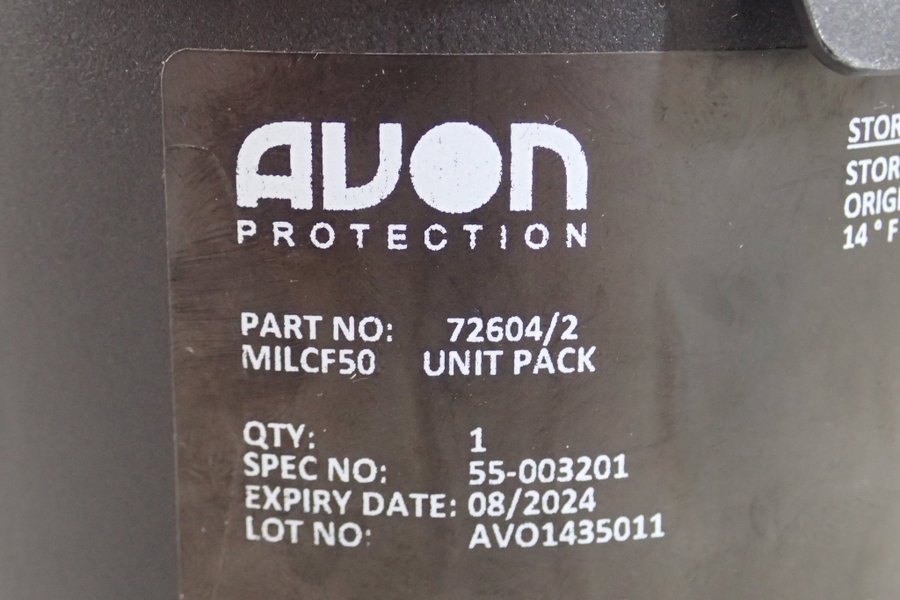 AVON
PROTECTION
PART NO: 72604/2
MILCF50 UNIT PACK
QTY: 1
SPEC NO: 55-003201
EXPIRY DATE: 08/2024
LOT NO: AVO1435011
14 ° F